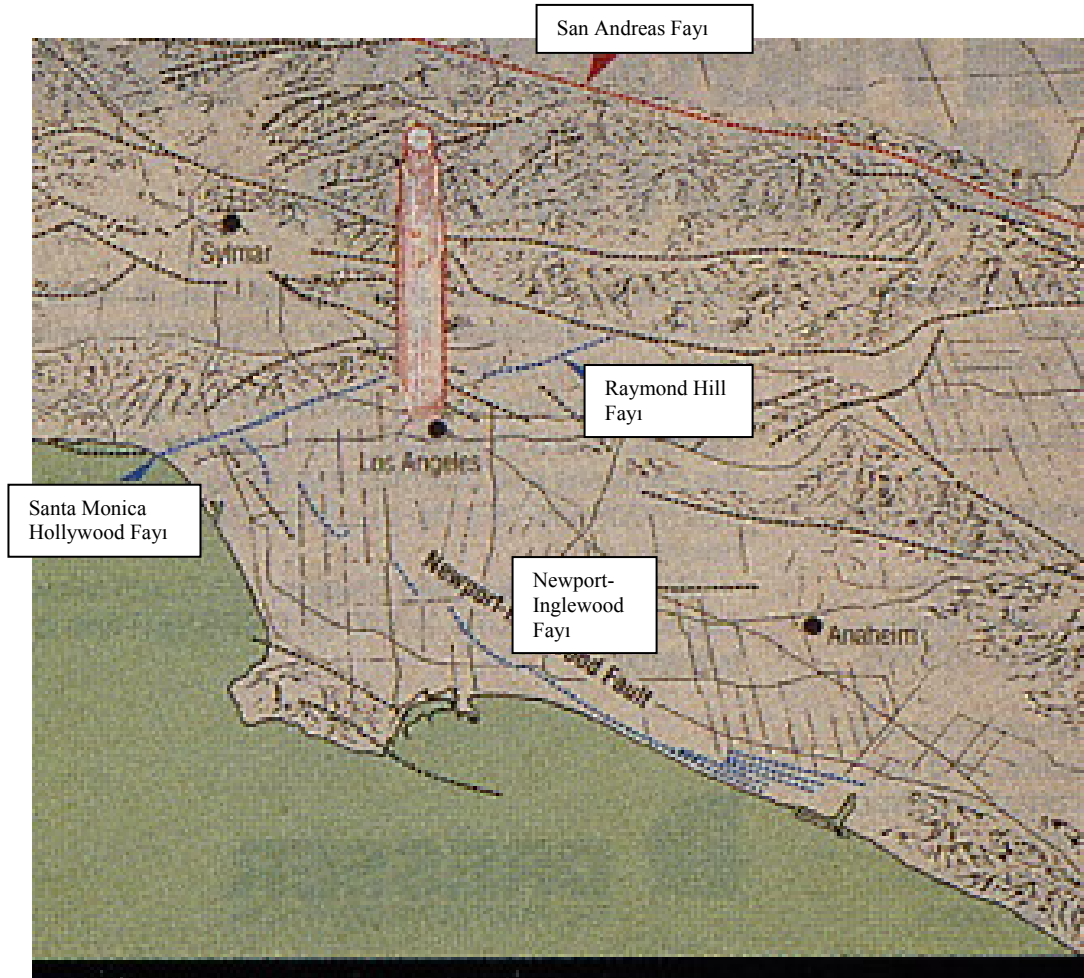 San Andreas Fayı
Sylmar
Raymond Hill
Fayı
Los Angeles
Santa Monica
Hollywood Fayı
Newport-
Newport-
Inglewood
Fayı
Fault
Anaheim